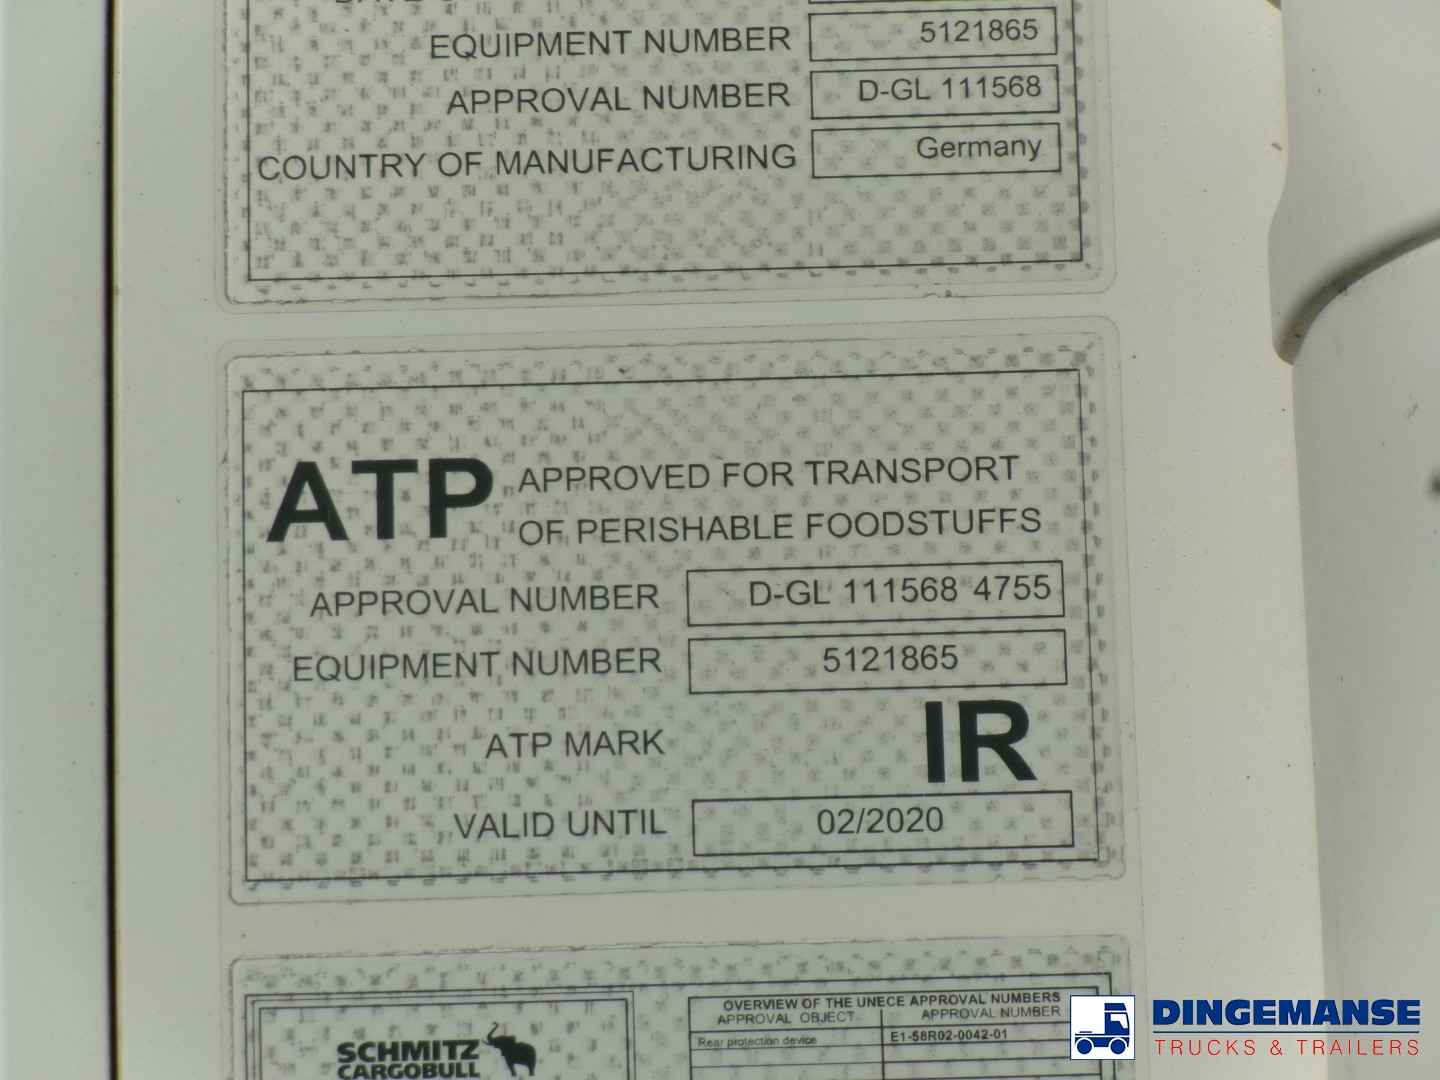 EQUIPMENT NUMBER 5121865
APPROVAL NUMBER D-GL 111568
COUNTRY OF MANUFACTURING Germany
ATP APPROVED FOR TRANSPORT
OF PERISHABLE FOODSTUFFS
APPROVAL NUMBER D-GL 111568 4755
EQUIPMENT NUMBER 5121865
ATP MARK IR
VALID UNTIL 02/2020
SCHMITZ
CARGOBULL
OVERVIEW OF THE UNECE APPROVAL NUMBERS
APPROVAL OBJECT APPROVAL NUMBER
Rear protection device E1-58R02-0042-01
DINGEMANSE
TRUCKS & TRAILERS